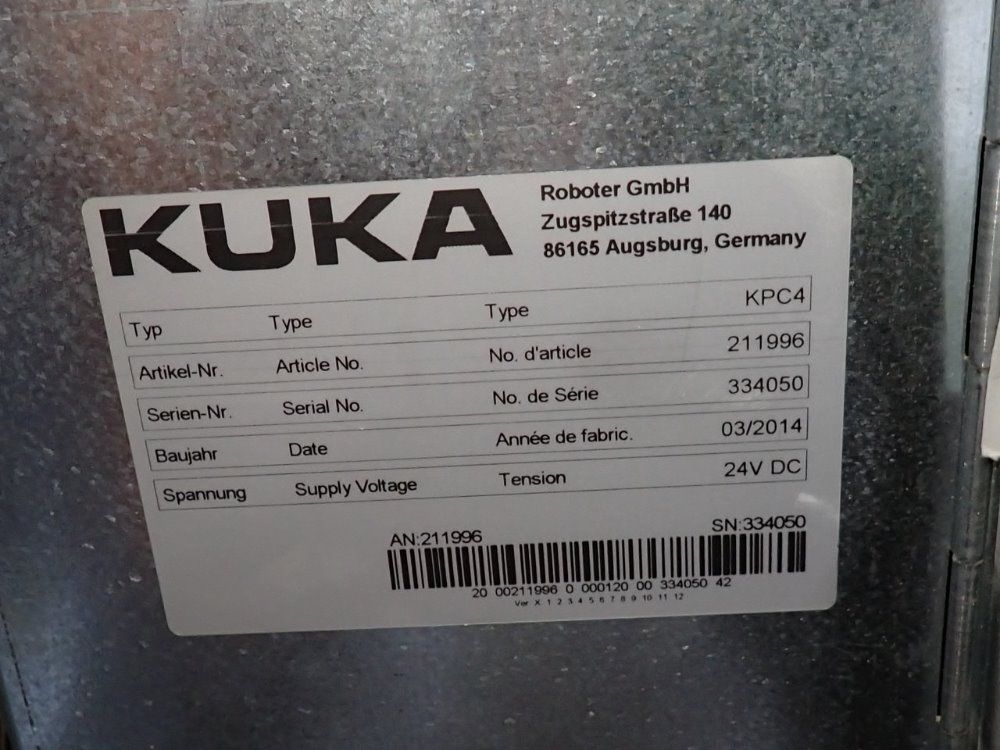 KUKA
Roboter GmbH
Zugspitzstraße 140
86165 Augsburg, Germany
Typ Type Type KPC4
Artikel-Nr. Article No. No. d'article 211996
Serien-Nr. Serial No. No. de Série 334050
Baujahr Date Année de fabric. 03/2014
Spannung Supply Voltage Tension 24V DC
AN:211996 SN:334050
20 00211996 0 000120 00 334050 42
Ver X 1 2 3 4 5 6 7 8 9 10 11 12